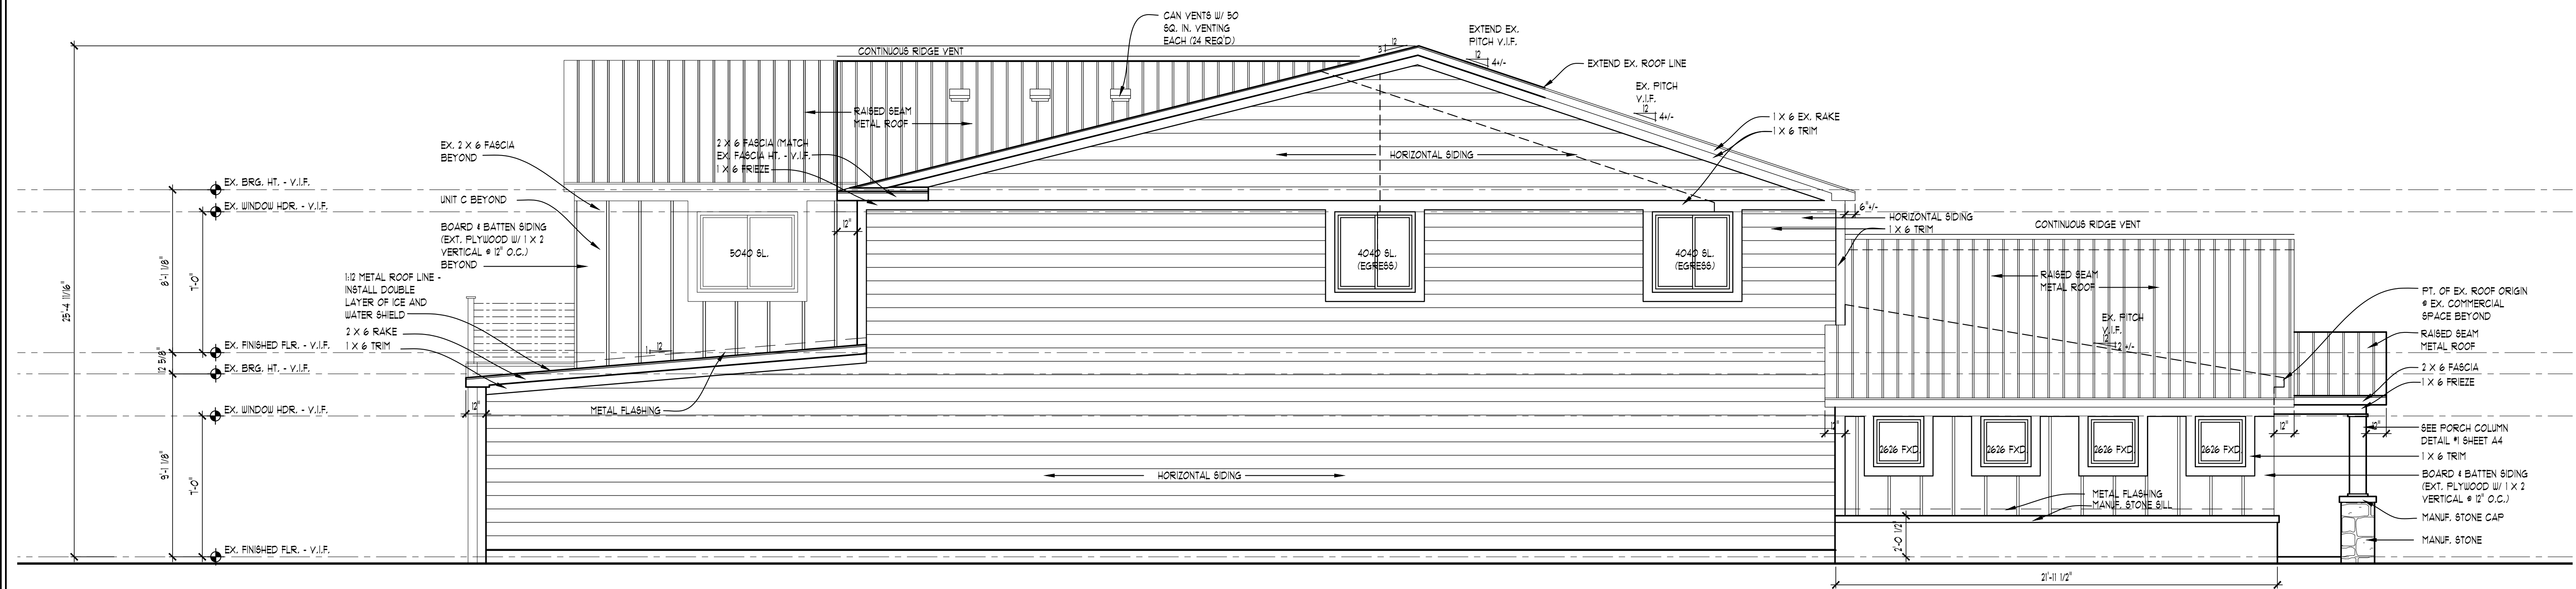 CAN VENTS W/ 50
SQ. IN. VENTING
EACH (24 REQ'D)
CONTINUOUS RIDGE VENT
12
3
EXTEND EX.
PITCH V.I.F.
12
4+/-
EXTEND EX. ROOF LINE
EX. PITCH
V.I.F.
12
4+/-
1 X 6 EX. RAKE
1 X 6 TRIM
RAISED SEAM
METAL ROOF
EX. 2 X 6 FASCIA
BEYOND
2 X 6 FASCIA (MATCH
EX. FASCIA HT. - V.I.F.
1 X 6 FRIEZE
HORIZONTAL SIDING
EX. BRG. HT. - V.I.F.
EX. WINDOW HDR. - V.I.F.
UNIT C BEYOND
BOARD & BATTEN SIDING
(EXT. PLYWOOD W/ 1 X 2
VERTICAL @ 12" O.C.)
BEYOND
12"
6"+/-
HORIZONTAL SIDING
1 X 6 TRIM
CONTINUOUS RIDGE VENT
5040 SL.
4040 SL.
(EGRESS)
4040 SL.
(EGRESS)
1:12 METAL ROOF LINE -
INSTALL DOUBLE
LAYER OF ICE AND
WATER SHIELD
2 X 6 RAKE
1 X 6 TRIM
RAISED SEAM
METAL ROOF
PT. OF EX. ROOF ORIGIN
@ EX. COMMERCIAL
SPACE BEYOND
EX. PITCH
V.I.F.
12
2 +/-
RAISED SEAM
METAL ROOF
25'-4 11/16"
8'-1 1/8"
7'-0"
12 5/8"
EX. FINISHED FLR. - V.I.F.
EX. BRG. HT. - V.I.F.
1
12
2 X 6 FASCIA
1 X 6 FRIEZE
12"
METAL FLASHING
EX. WINDOW HDR. - V.I.F.
12"
12"
12"
SEE PORCH COLUMN
DETAIL #1 SHEET A4
1 X 6 TRIM
2626 FXD.
2626 FXD.
2626 FXD.
2626 FXD.
9'-1 1/8"
7'-0"
HORIZONTAL SIDING
BOARD & BATTEN SIDING
(EXT. PLYWOOD W/ 1 X 2
VERTICAL @ 12" O.C.)
METAL FLASHING
MANUF. STONE SILL
MANUF. STONE CAP
2'-0 1/2"
MANUF. STONE
EX. FINISHED FLR. - V.I.F.
21'-11 1/2"